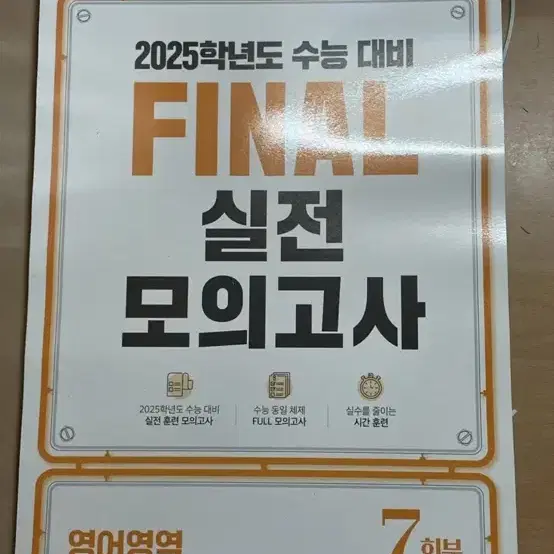 2025학년도 수능 대비
FINAL
실전
모의고사
2025학년도 수능 대비
실전 훈련 모의고사
수능 동일 체제
FULL 모의고사
실수를 줄이는
시간 훈련
영어영역
7회분